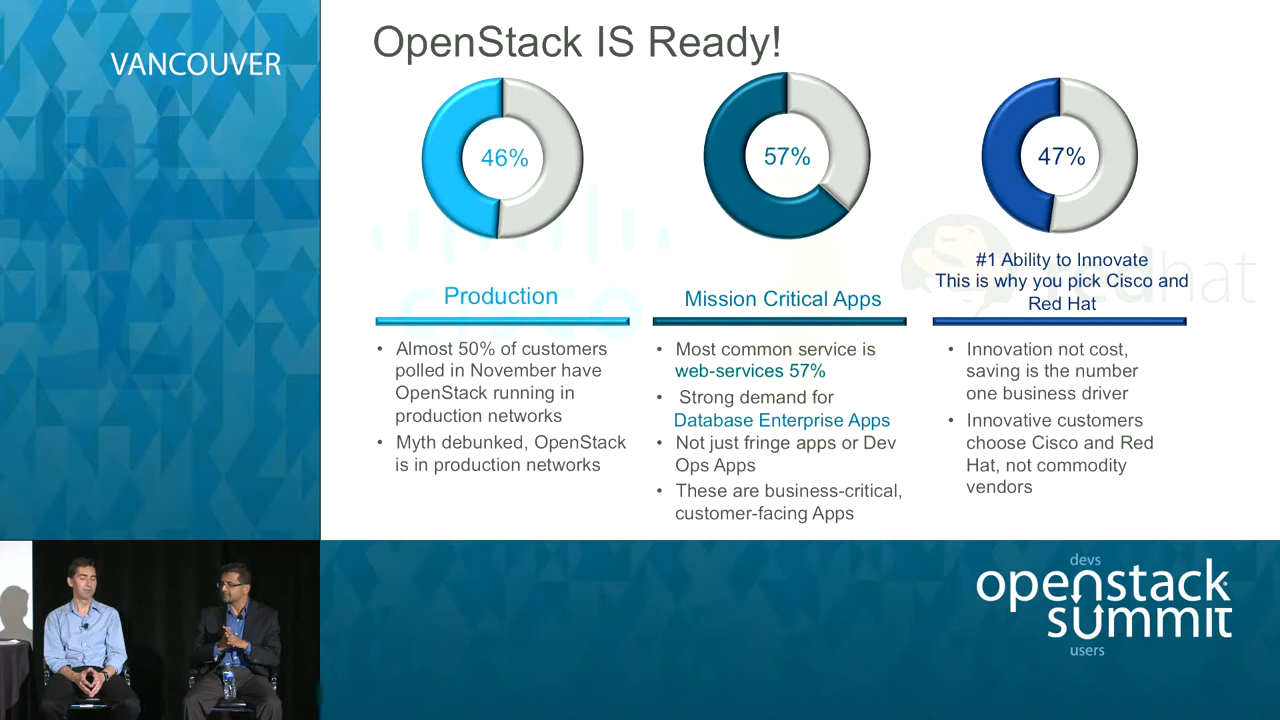 VANCOUVER
OpenStack IS Ready!
46%
57%
47%
Production
Mission Critical Apps
#1 Ability to Innovate
This is why you pick Cisco and
Red Hat
• Almost 50% of customers
polled in November have
OpenStack running in
production networks
• Myth debunked, OpenStack
is in production networks
• Most common service is
web-services 57%
• Strong demand for
Database Enterprise Apps
• Not just fringe apps or Dev
Ops Apps
• These are business-critical,
customer-facing Apps
• Innovation not cost,
saving is the number
one business driver
• Innovative customers
choose Cisco and Red
Hat, not commodity
vendors
redhat
devs
openstack
summit
users